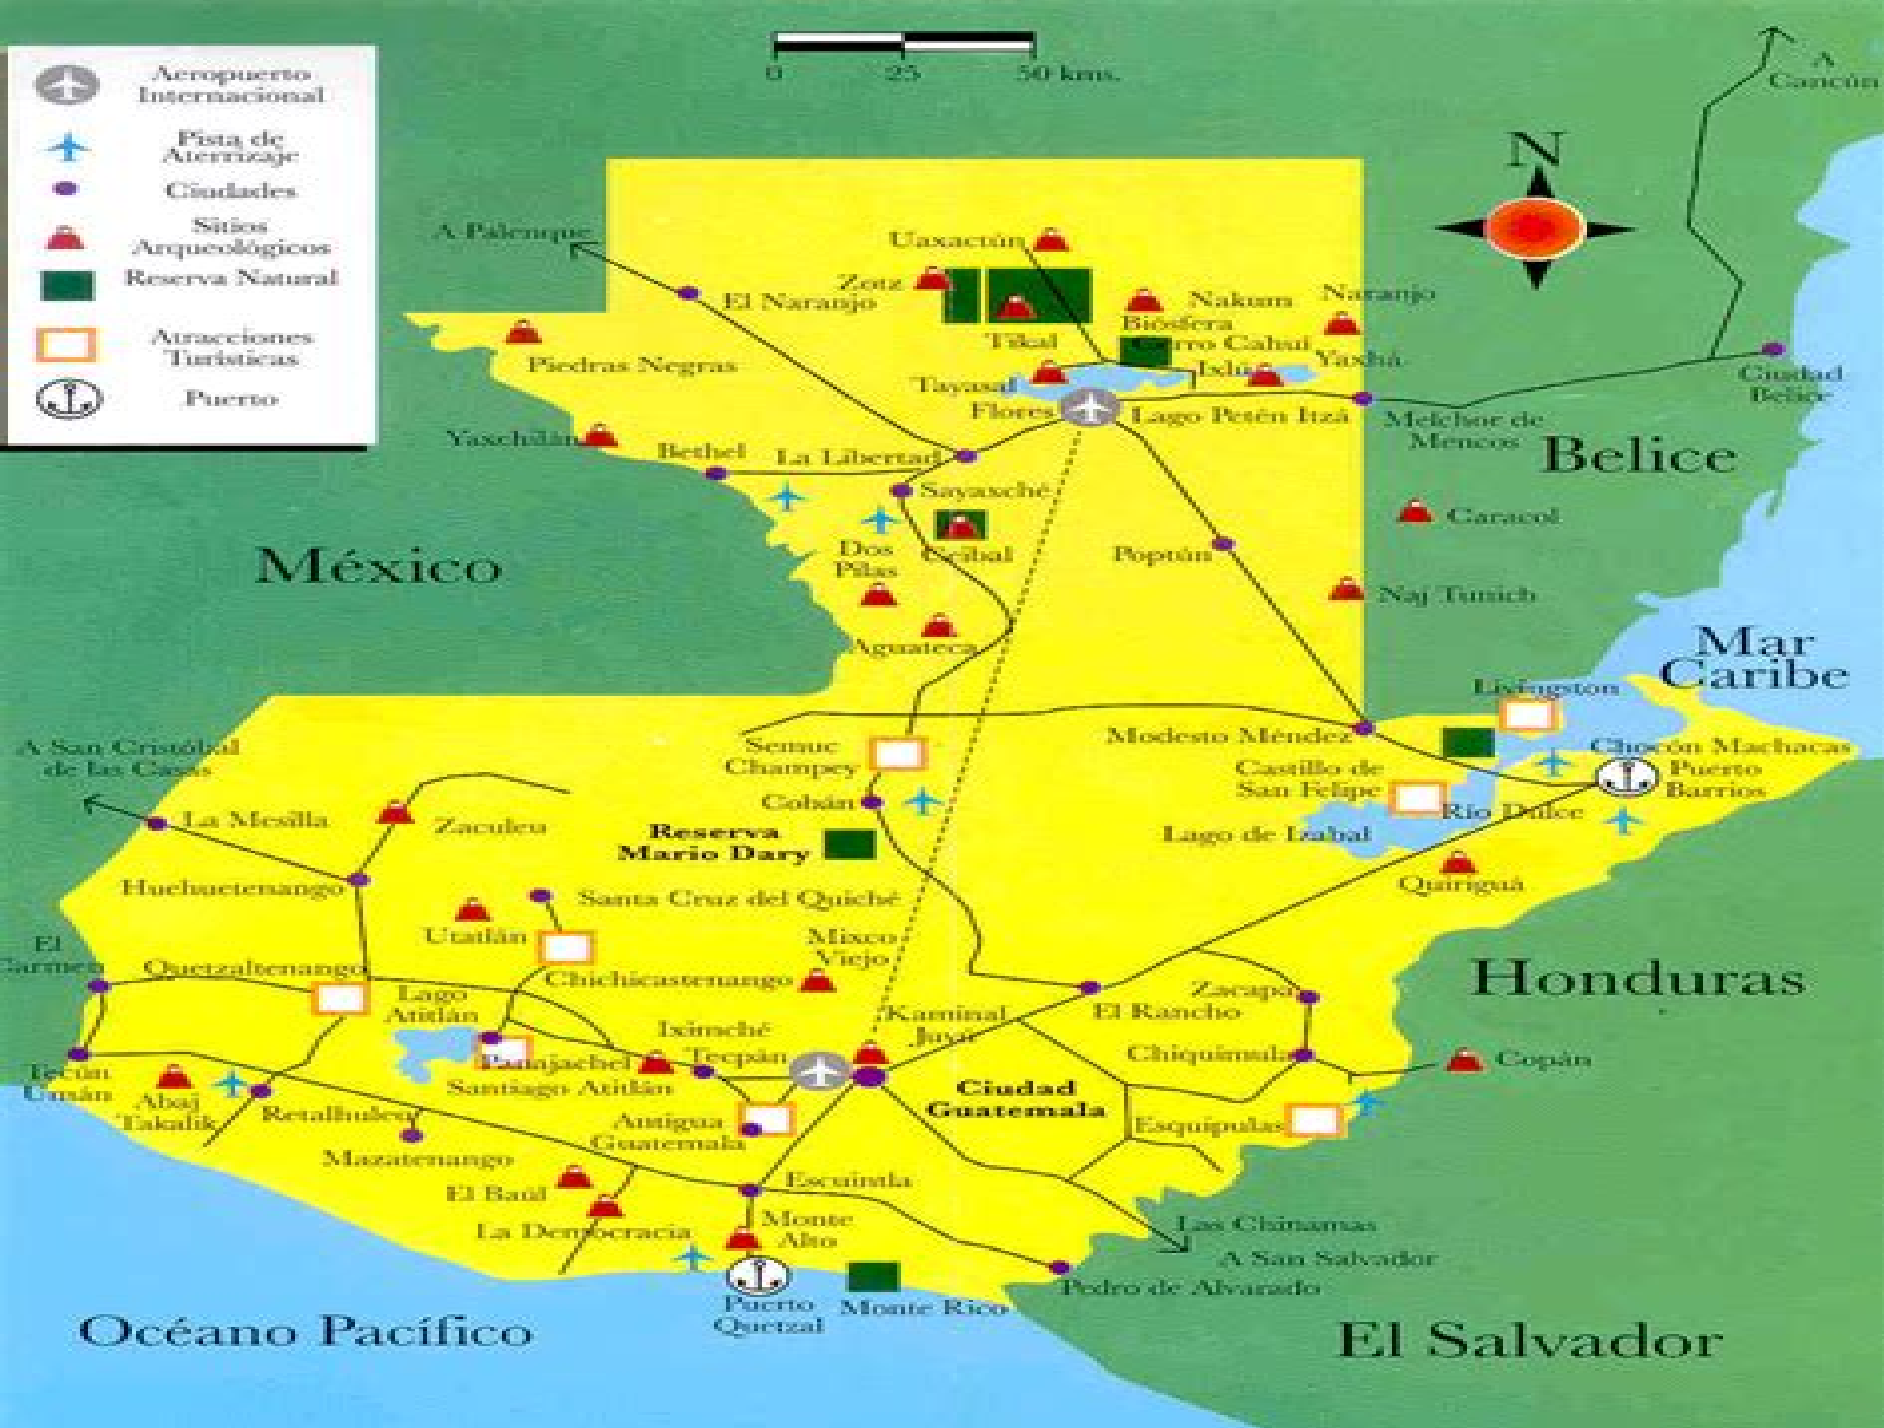 Aeropuerto
Internacional
Pista de
Aterrizaje
Ciudades
Sitios
Arqueológicos
Reserva Natural
Atracciones
Turísticas
Puerto
0 25 50 kms.
N
A
Cancún
A Palenque
Uaxactún
Zotz
El Naranjo
Nakum
Naranjo
Biósfera
Cerro Cahuí
Tikal
Piedras Negras
Ixlú
Yaxhá
Tayasal
Flores
Lago Petén Itzá
Ciudad
Belice
Melchor de
Mencos
Belice
Yaxchilán
Bethel
La Libertad
Sayaxché
Caracol
México
Dos
Pilas
Ceibal
Poptún
Naj Tunich
Aguateca
Mar
Caribe
Livingston
A San Cristóbal
de las Casas
Semuc
Champey
Modesto Méndez
Chocón Machacas
Castillo de
San Felipe
Puerto
Barrios
Cobán
Río Dulce
La Mesilla
Zaculeu
Reserva
Mario Dary
Lago de Izabal
Huehuetenango
Santa Cruz del Quiché
Quiriguá
Utatlán
Mixco
Viejo
El
Carmen
Quetzaltenango
Chichicastenango
Honduras
Lago
Atitlán
Zacapa
Kaminal
Juyú
El Rancho
Iximché
Tecpán
Panajachel
Chiquimula
Copán
Tecún
Umán
Santiago Atitlán
Ciudad
Guatemala
Abaj
Takalik
Retalhuleu
Antigua
Guatemala
Esquipulas
Mazatenango
Escuintla
El Baúl
La Democracia
Monte
Alto
Las Chinamas
A San Salvador
Pedro de Alvarado
Puerto
Quetzal
Monte Rico
Océano Pacífico
El Salvador